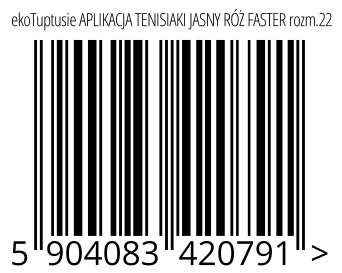 ekoTuptusie APLIKACJA TENISIAKI JASNY RÓŻ FASTER rozm.22
5 904083 420791 >